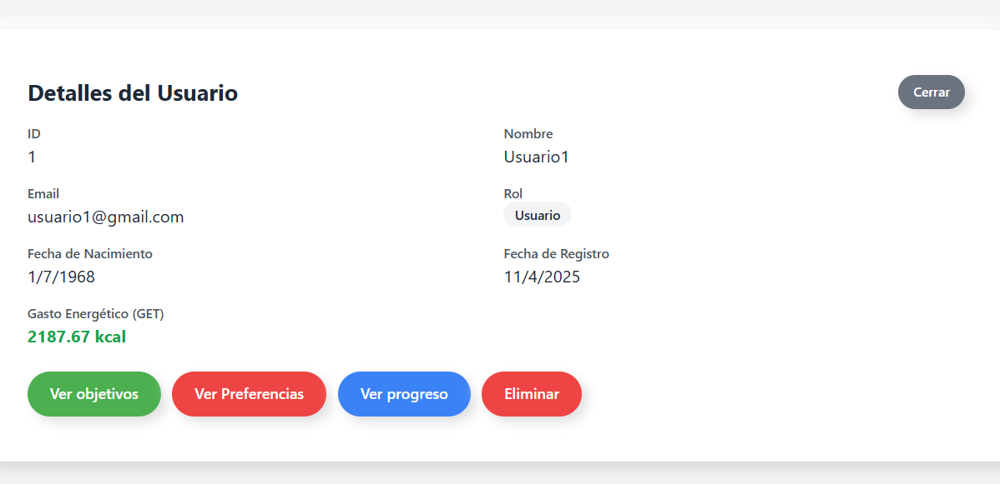 Detalles del Usuario
Cerrar
ID
1
Nombre
Usuario1
Email
usuario1@gmail.com
Rol
Usuario
Fecha de Nacimiento
1/7/1968
Fecha de Registro
11/4/2025
Gasto Energético (GET)
2187.67 kcal
Ver objetivos
Ver Preferencias
Ver progreso
Eliminar